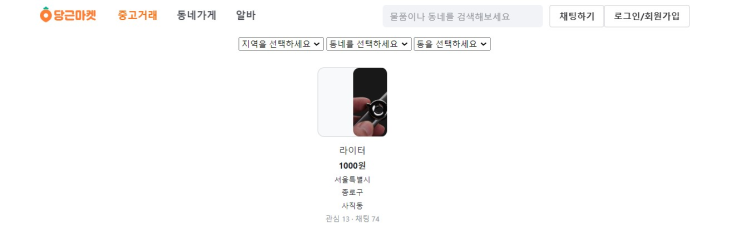 당근마켓 중고거래 동네가게 알바 물품이나 동네를 검색해보세요 채팅하기 로그인/회원가입
지역을 선택하세요 동네를 선택하세요 동을 선택하세요
라이터
1000원
서울특별시
종로구
사직동
관심 13 · 채팅 74